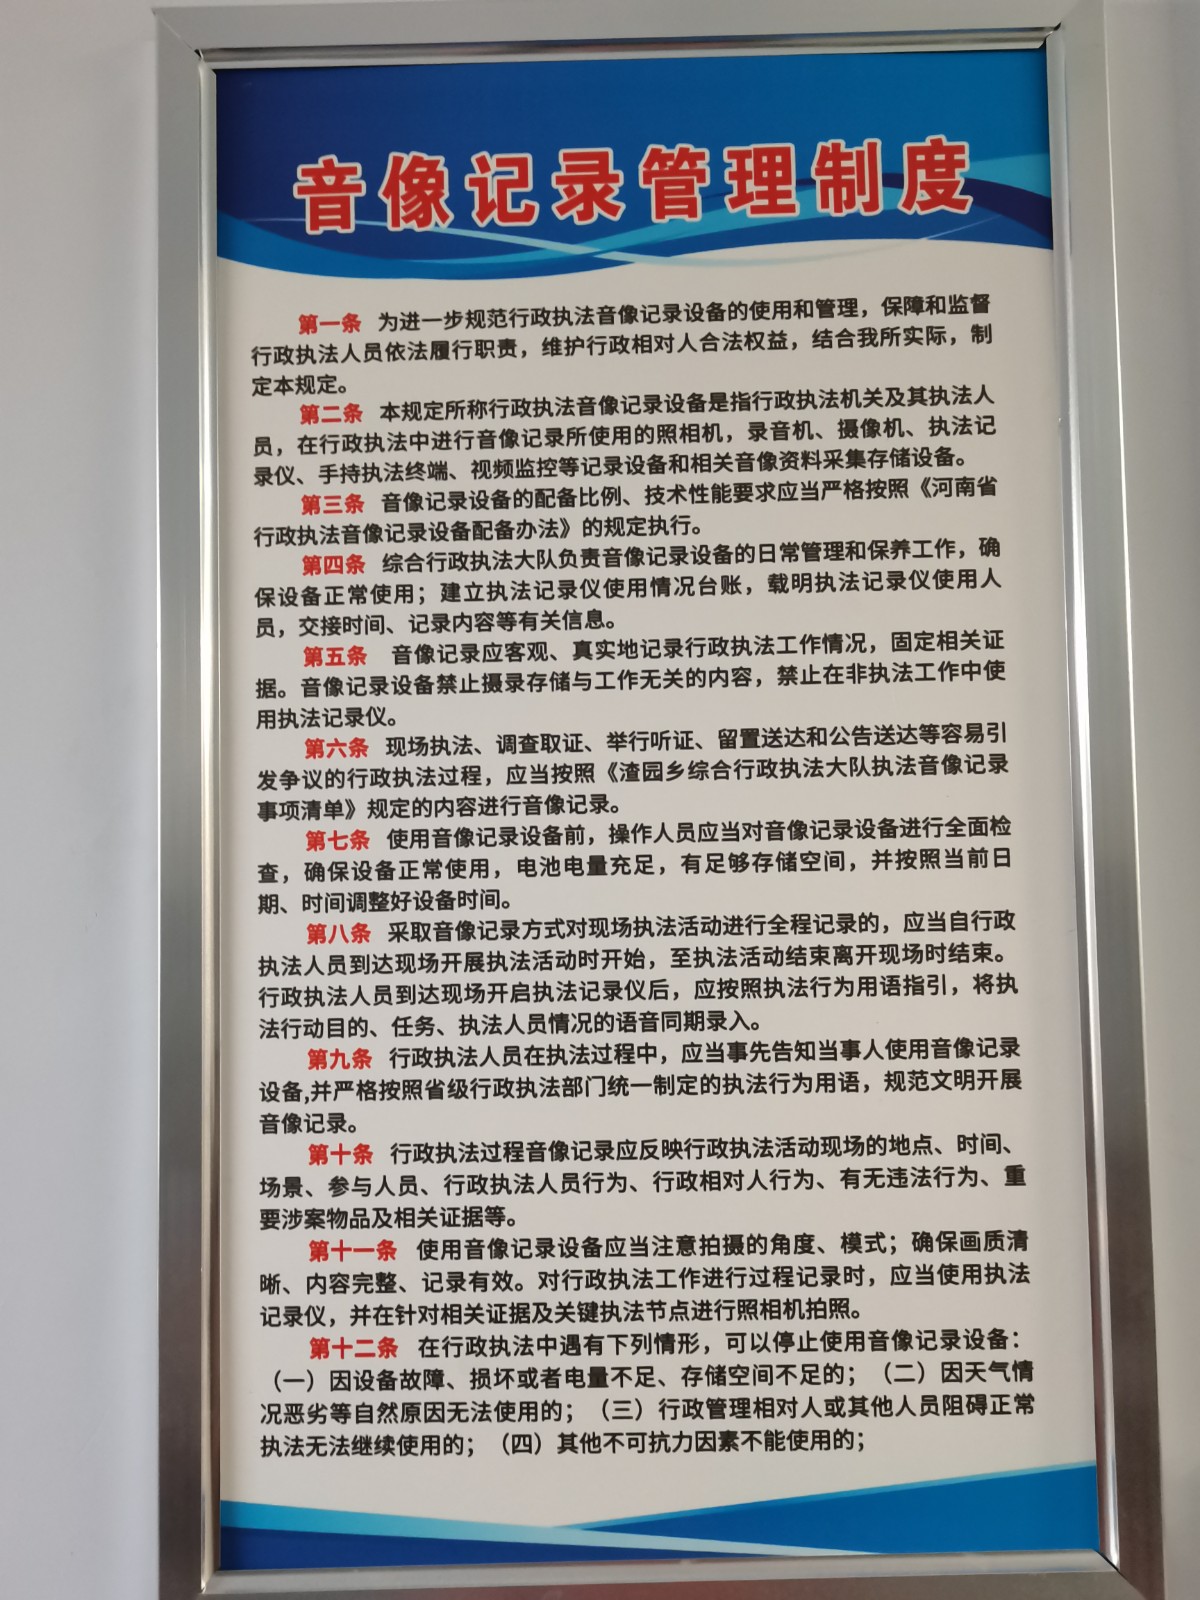 音像记录管理制度
第一条 为进一步规范行政执法音像记录设备的使用和管理，保障和监督
行政执法人员依法履行职责，维护行政相对人合法权益，结合我所实际，制
定本规定。
第二条 本规定所称行政执法音像记录设备是指行政执法机关及其执法人
员，在行政执法中进行音像记录所使用的照相机，录音机、摄像机、执法记
录仪、手持执法终端、视频监控等记录设备和相关音像资料采集存储设备。
第三条 音像记录设备的配备比例、技术性能要求应当严格按照《河南省
行政执法音像记录设备配备办法》的规定执行。
第四条 综合行政执法大队负责音像记录设备的日常管理和保养工作，确
保设备正常使用；建立执法记录仪使用情况台账，载明执法记录仪使用人
员，交接时间、记录内容等有关信息。
第五条 音像记录应客观、真实地记录行政执法工作情况，固定相关证
据。音像记录设备禁止摄录存储与工作无关的内容，禁止在非执法工作中使
用执法记录仪。
第六条 现场执法、调查取证、举行听证、留置送达和公告送达等容易引
发争议的行政执法过程，应当按照《渣园乡综合行政执法大队执法音像记录
事项清单》规定的内容进行音像记录。
第七条 使用音像记录设备前，操作人员应当对音像记录设备进行全面检
查，确保设备正常使用，电池电量充足，有足够存储空间，并按照当前日
期、时间调整好设备时间。
第八条 采取音像记录方式对现场执法活动进行全程记录的，应当自行政
执法人员到达现场开展执法活动时开始，至执法活动结束离开现场时结束。
行政执法人员到达现场开启执法记录仪后，应按照执法行为用语指引，将执
法行动目的、任务、执法人员情况的语音同期录入。
第九条 行政执法人员在执法过程中，应当事先告知当事人使用音像记录
设备,并严格按照省级行政执法部门统一制定的执法行为用语，规范文明开展
音像记录。
第十条 行政执法过程音像记录应反映行政执法活动现场的地点、时间、
场景、参与人员、行政执法人员行为、行政相对人行为、有无违法行为、重
要涉案物品及相关证据等。
第十一条 使用音像记录设备应当注意拍摄的角度、模式；确保画质清
晰、内容完整、记录有效。对行政执法工作进行过程记录时，应当使用执法
记录仪，并在针对相关证据及关键执法节点进行照相机拍照。
第十二条 在行政执法中遇有下列情形，可以停止使用音像记录设备：
（一）因设备故障、损坏或者电量不足、存储空间不足的；（二）因天气情
况恶劣等自然原因无法使用的；（三）行政管理相对人或其他人员阻碍正常
执法无法继续使用的；（四）其他不可抗力因素不能使用的；